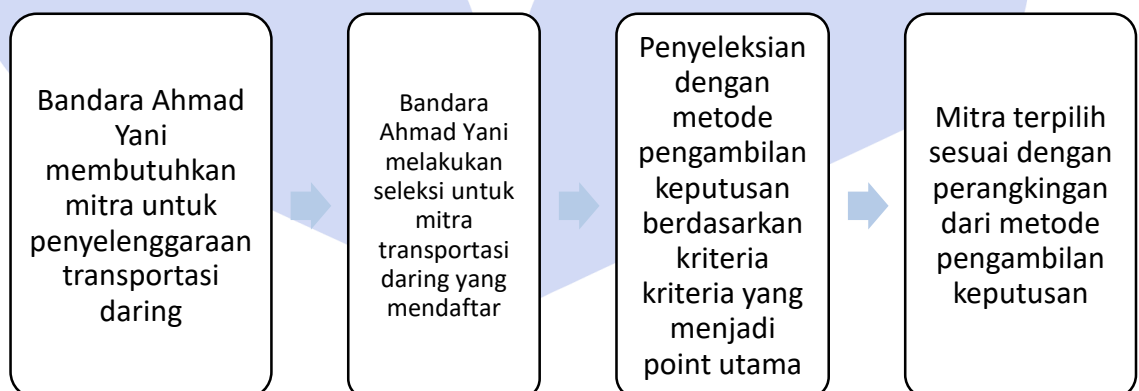 Bandara Ahmad
Yani
membutuhkan
mitra untuk
penyelenggaraan
transportasi
daring
Bandara
Ahmad Yani
melakukan
seleksi untuk
mitra
transportasi
daring yang
mendaftar
Penyeleksian
dengan
metode
pengambilan
keputusan
berdasarkan
kriteria
kriteria yang
menjadi
point utama
Mitra terpilih
sesuai dengan
perangkingan
dari metode
pengambilan
keputusan